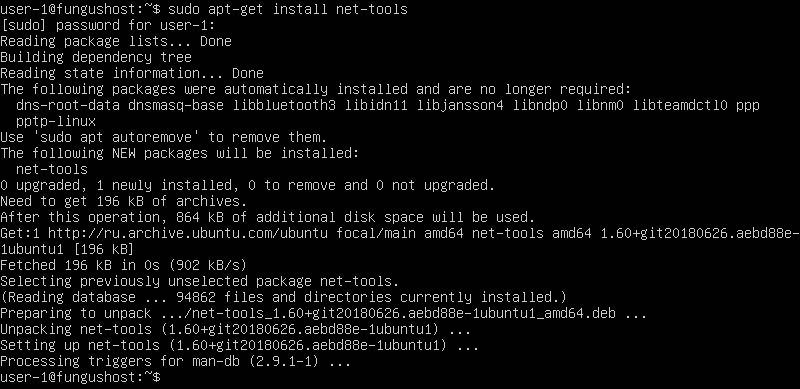 user-1@fungushost:~$ sudo apt-get install net-tools
[sudo] password for user-1:
Reading package lists... Done
Building dependency tree
Reading state information... Done
The following packages were automatically installed and are no longer required:
  dns-root-data dnsmasq-base libbluetooth3 libidn11 libjansson4 libndp0 libnm0 libteamdctl0 ppp
  pptp-linux
Use 'sudo apt autoremove' to remove them.
The following NEW packages will be installed:
  net-tools
0 upgraded, 1 newly installed, 0 to remove and 0 not upgraded.
Need to get 196 kB of archives.
After this operation, 864 kB of additional disk space will be used.
Get:1 http://ru.archive.ubuntu.com/ubuntu focal/main amd64 net-tools amd64 1.60+git20180626.aebd88e-
1ubuntu1 [196 kB]
Fetched 196 kB in 0s (902 kB/s)
Selecting previously unselected package net-tools.
(Reading database ... 94862 files and directories currently installed.)
Preparing to unpack .../net-tools_1.60+git20180626.aebd88e-1ubuntu1_amd64.deb ...
Unpacking net-tools (1.60+git20180626.aebd88e-1ubuntu1) ...
Setting up net-tools (1.60+git20180626.aebd88e-1ubuntu1) ...
Processing triggers for man-db (2.9.1-1) ...
user-1@fungushost:~$